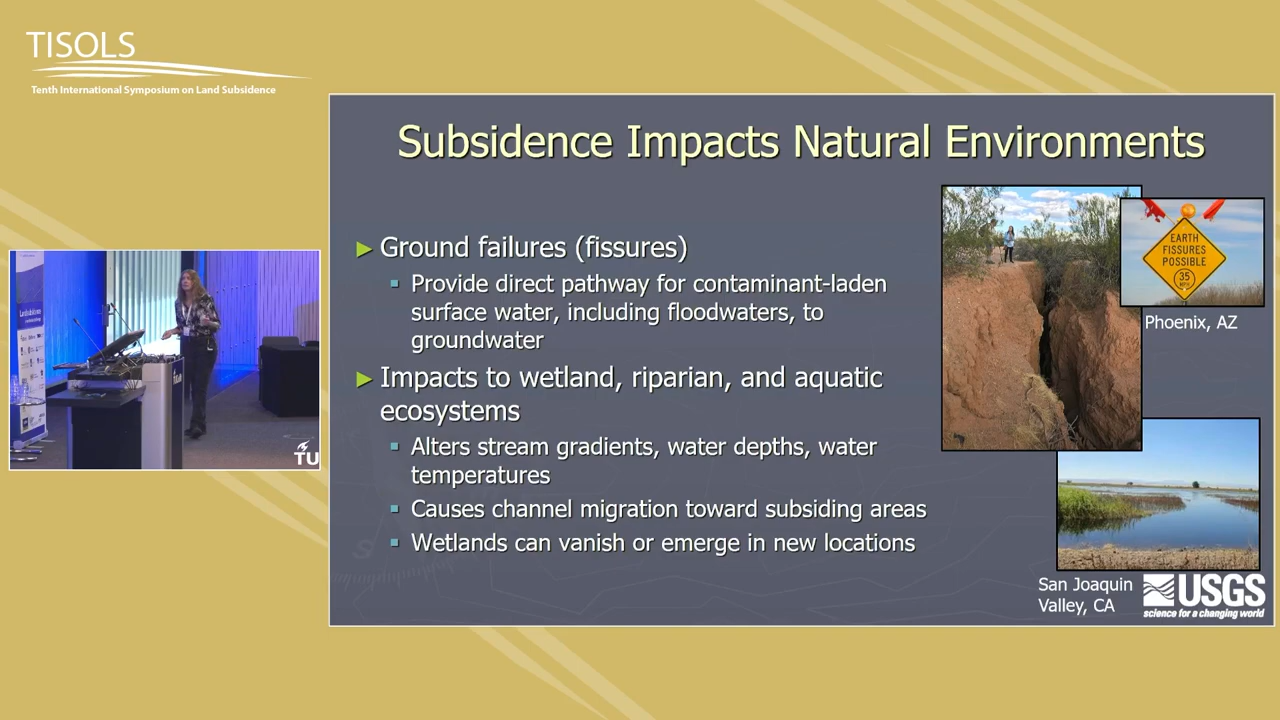 TISOLS
Tenth International Symposium on Land Subsidence
Subsidence Impacts Natural Environments
► Ground failures (fissures)
▪ Provide direct pathway for contaminant-laden
surface water, including floodwaters, to
groundwater
► Impacts to wetland, riparian, and aquatic
ecosystems
▪ Alters stream gradients, water depths, water
temperatures
▪ Causes channel migration toward subsiding areas
▪ Wetlands can vanish or emerge in new locations
EARTH
FISSURES
POSSIBLE
35
Phoenix, AZ
San Joaquin
Valley, CA
USGS
science for a changing world
TU